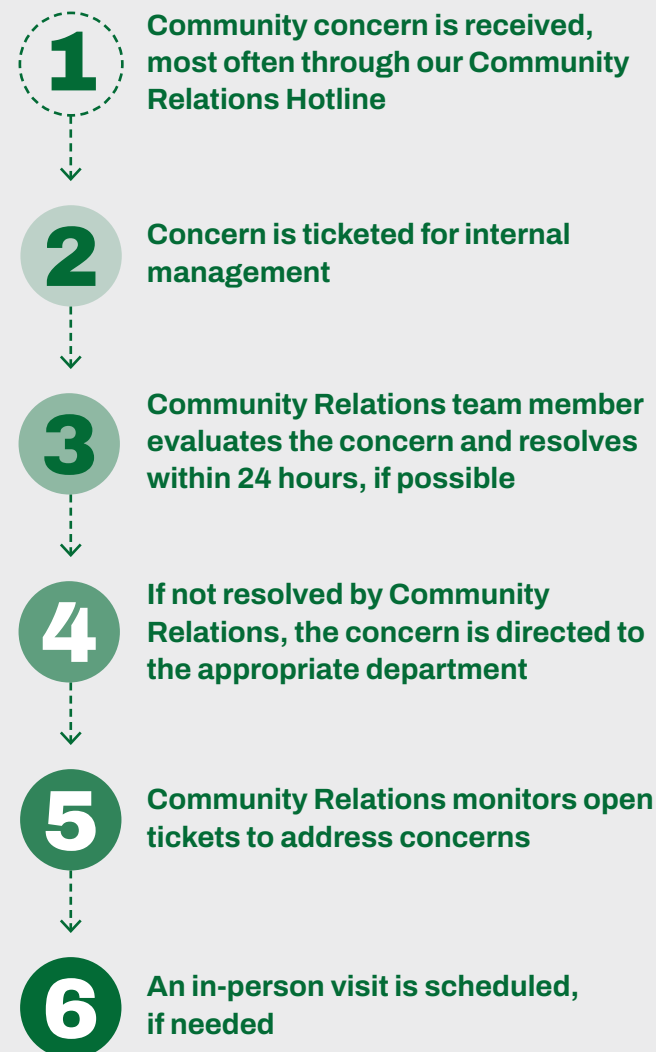 1
Community concern is received,
most often through our Community
Relations Hotline
2
Concern is ticketed for internal
management
3
Community Relations team member
evaluates the concern and resolves
within 24 hours, if possible
4
If not resolved by Community
Relations, the concern is directed to
the appropriate department
5
Community Relations monitors open
tickets to address concerns
6
An in-person visit is scheduled,
if needed